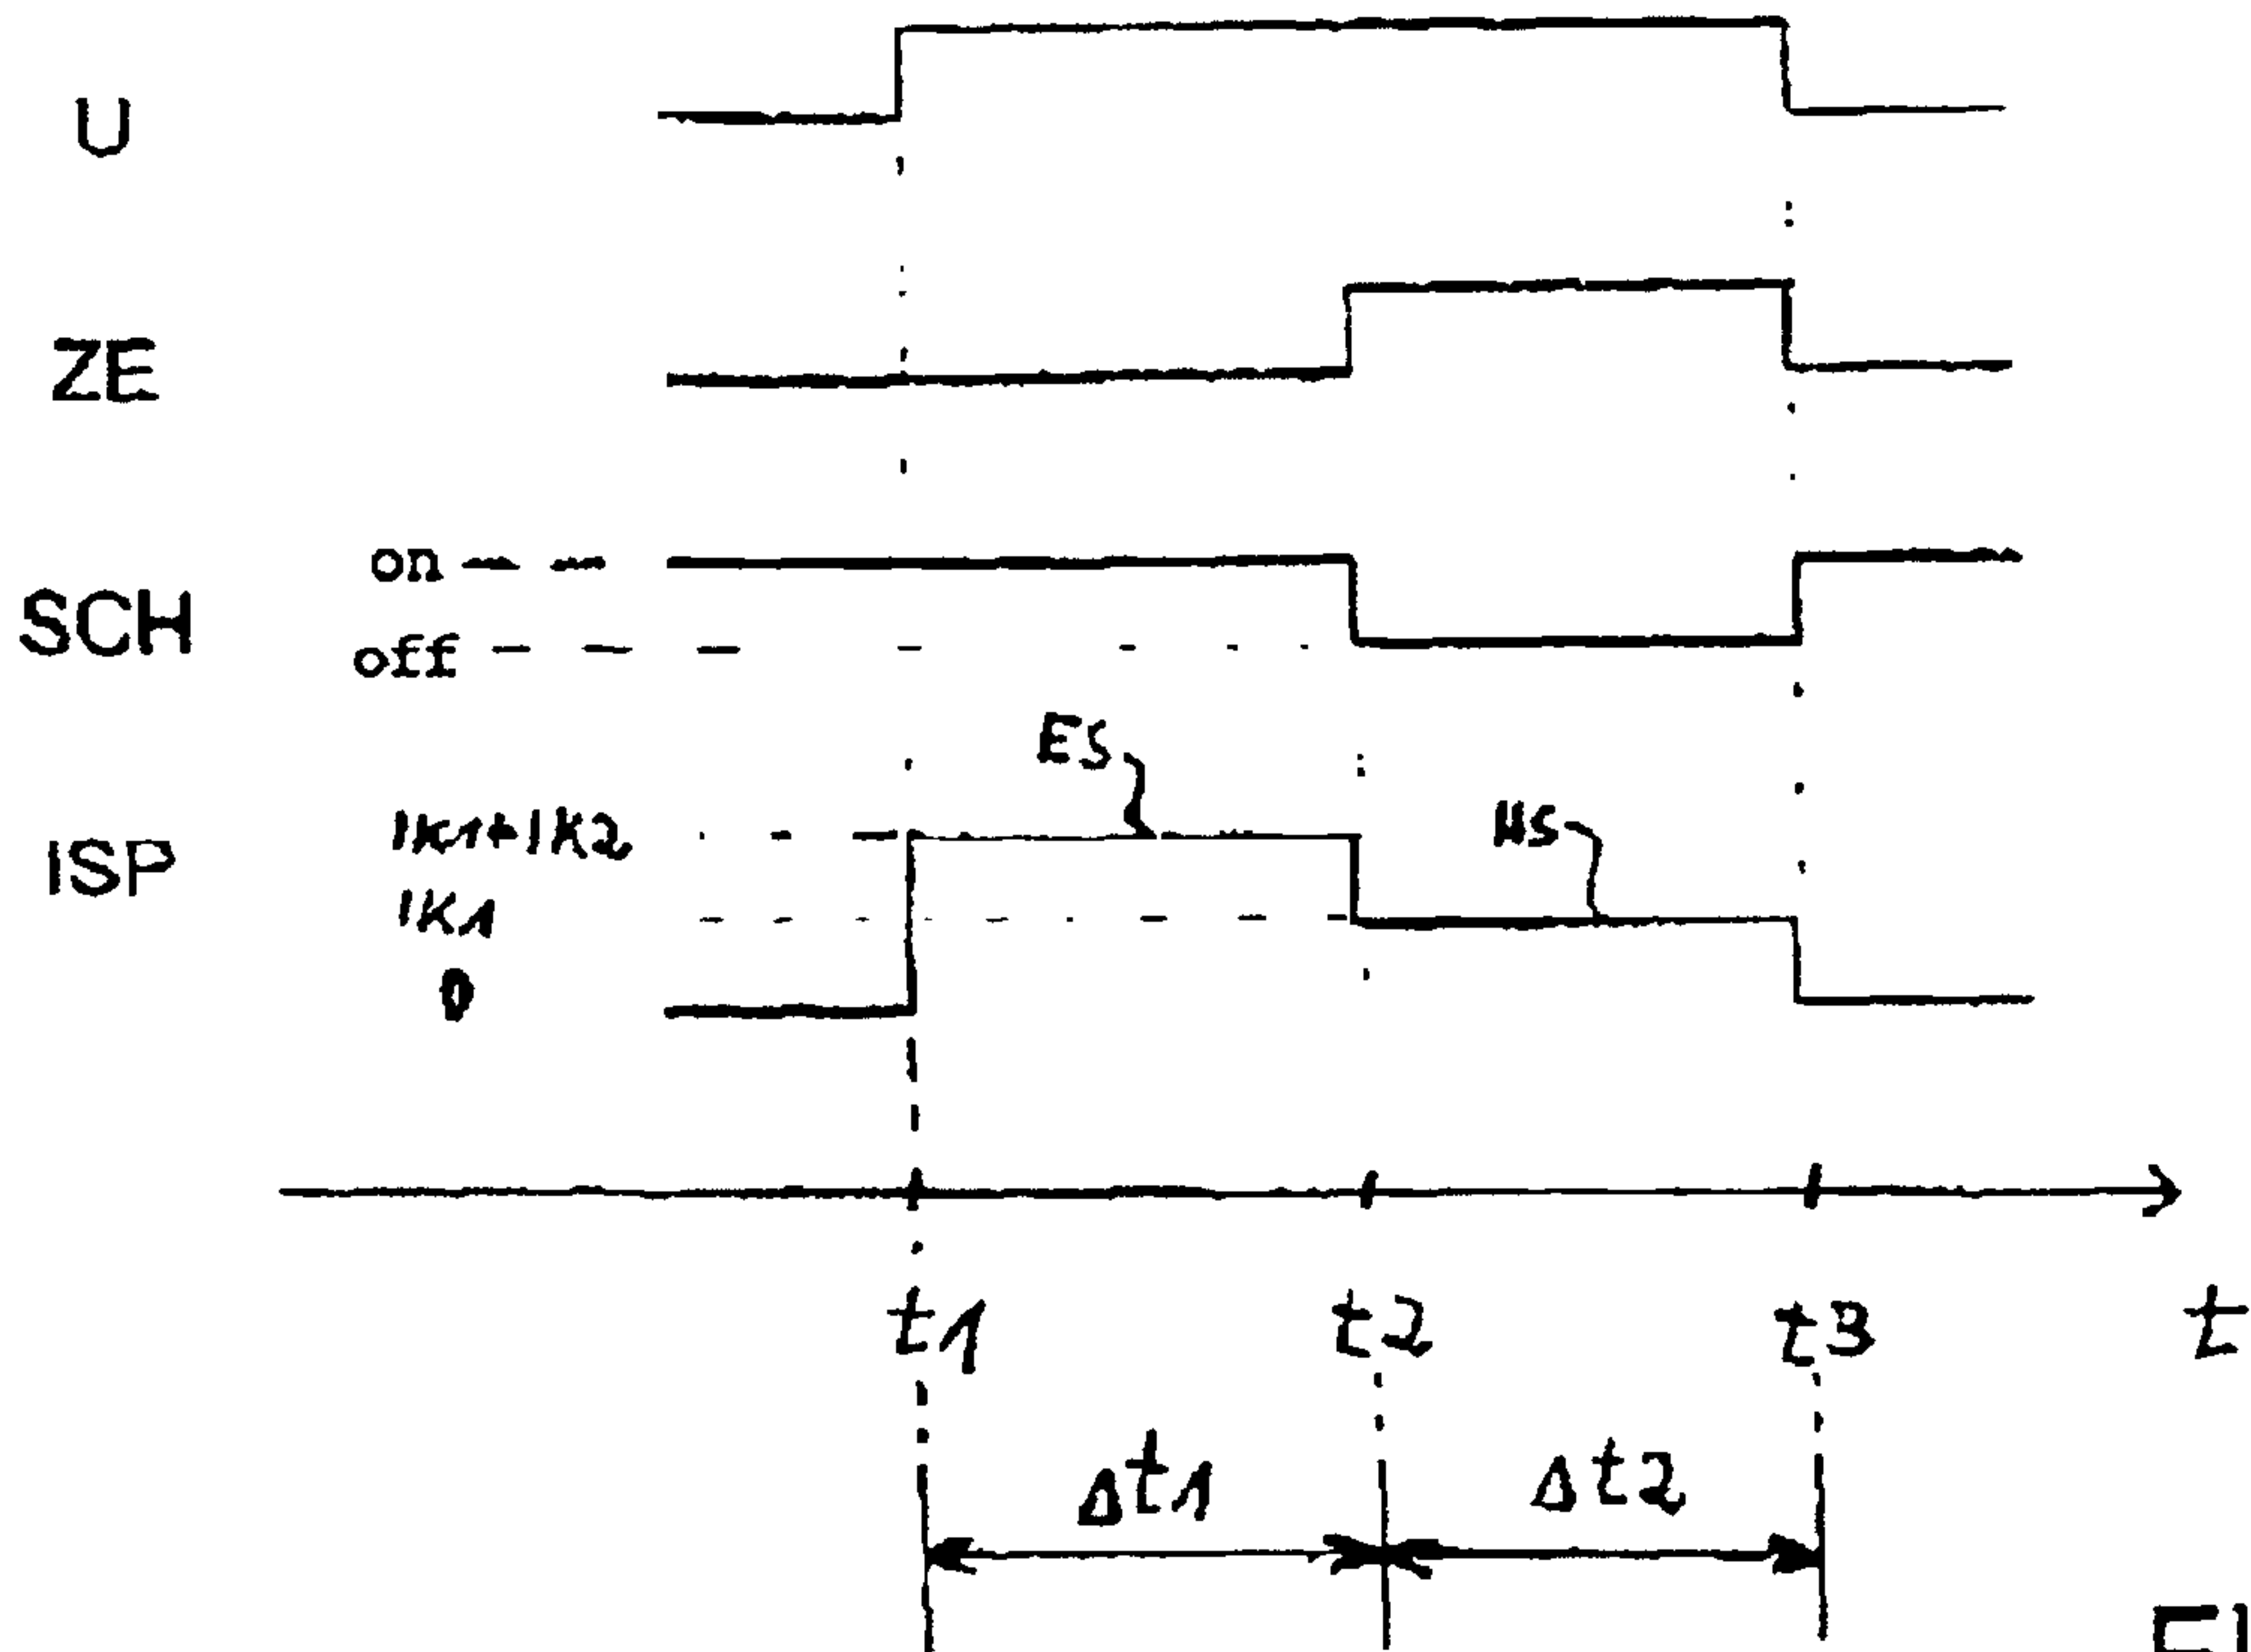 U
ZE
on
SCH
off
ES
IK1+IK2
HS
ISP
IK1
0
t1 t2 t3 t
Δt1 Δt2